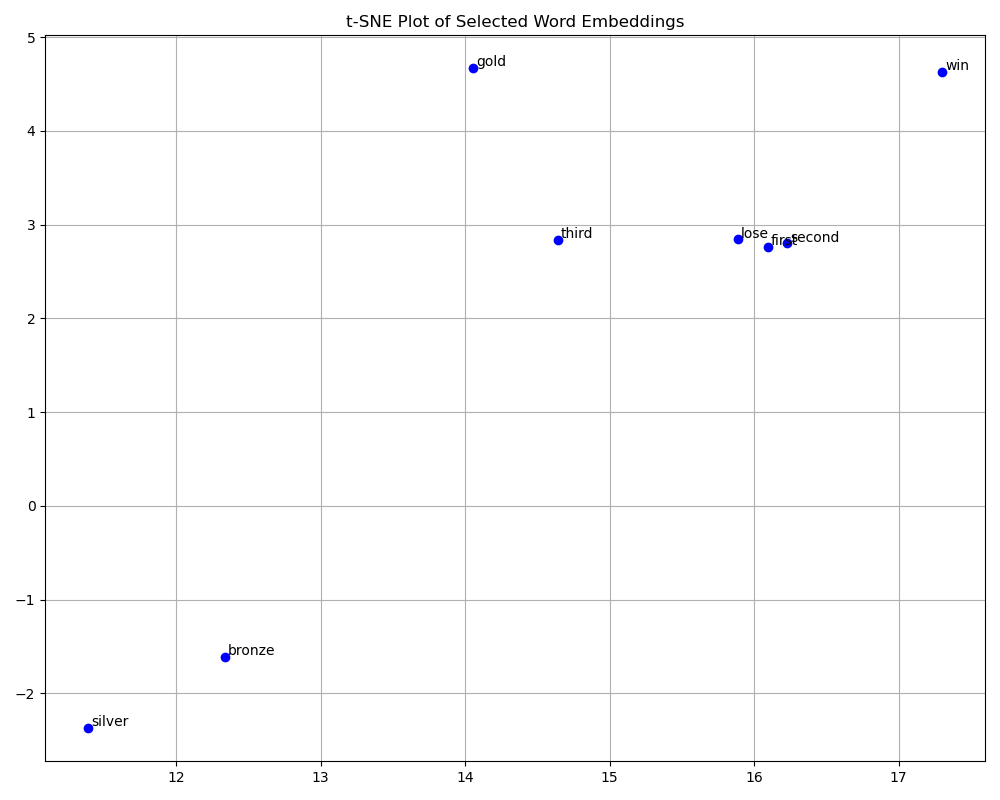 t-SNE Plot of Selected Word Embeddings
5
gold
win
4
3
third
lose
first
second
2
1
0
−1
bronze
−2
silver
12
13
14
15
16
17